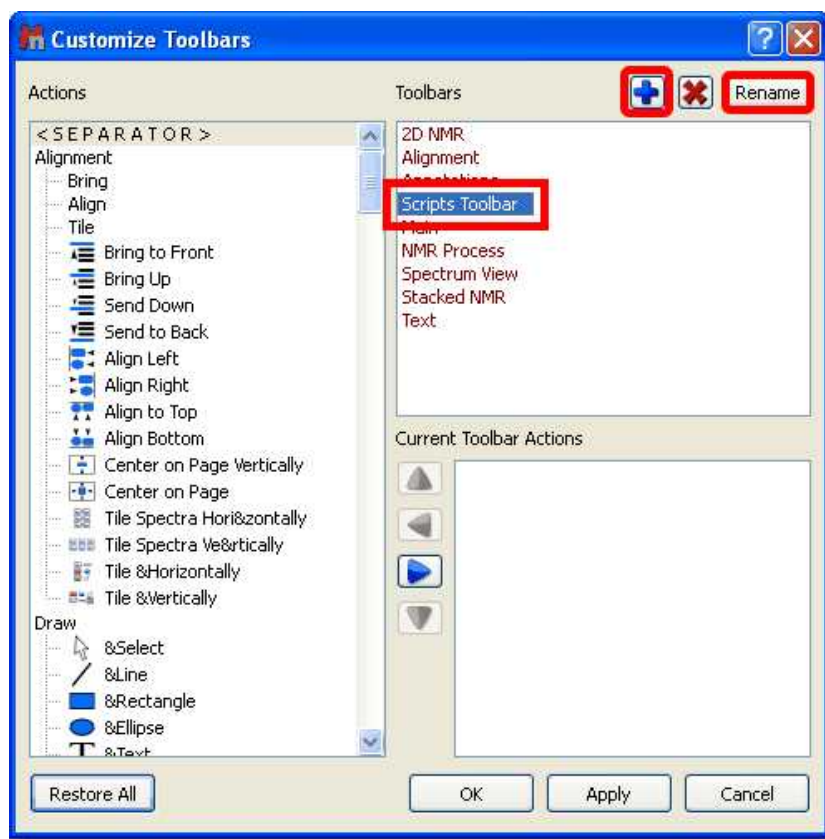 Customize Toolbars
Actions
<SEPARATOR>
Alignment
Bring
Align
Tile
Bring to Front
Bring Up
Send Down
Send to Back
Align Left
Align Right
Align to Top
Align Bottom
Center on Page Vertically
Center on Page
Tile Spectra Hori&zontally
Tile Spectra Ve&rtically
Tile &Horizontally
Tile &Vertically
Draw
&Select
&Line
&Rectangle
&Ellipse
&Text
Toolbars
Rename
2D NMR
Alignment
Annotations
Scripts Toolbar
Main
NMR Process
Spectrum View
Stacked NMR
Text
Current Toolbar Actions
Restore All
OK
Apply
Cancel